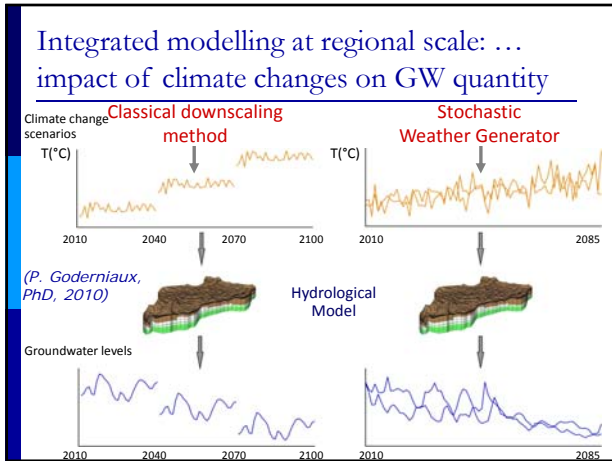 Integrated modelling at regional scale: …
impact of climate changes on GW quantity
Climate change
scenarios
Classical downscaling
method
Stochastic
Weather Generator
T(°C)
T(°C)
2010 2040 2070 2100
2010 2085
(P. Goderniaux,
PhD, 2010)
Hydrological
Model
Groundwater levels
2010 2040 2070 2100
2010 2085